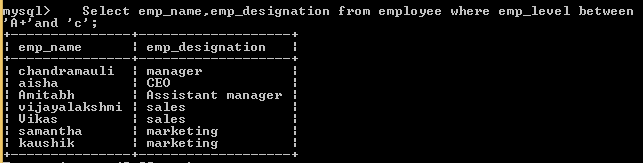 mysql>    Select emp_name,emp_designation from employee where emp_level between
'A+'and 'c';
+---------------+-------------------+
| emp_name      | emp_designation   |
+---------------+-------------------+
| chandramauli  | manager           |
| aisha         | CEO               |
| Amitabh       | Assistant manager |
| vijayalakshmi | sales             |
| Vikas         | sales             |
| samantha      | marketing         |
| kaushik       | marketing         |
+---------------+-------------------+